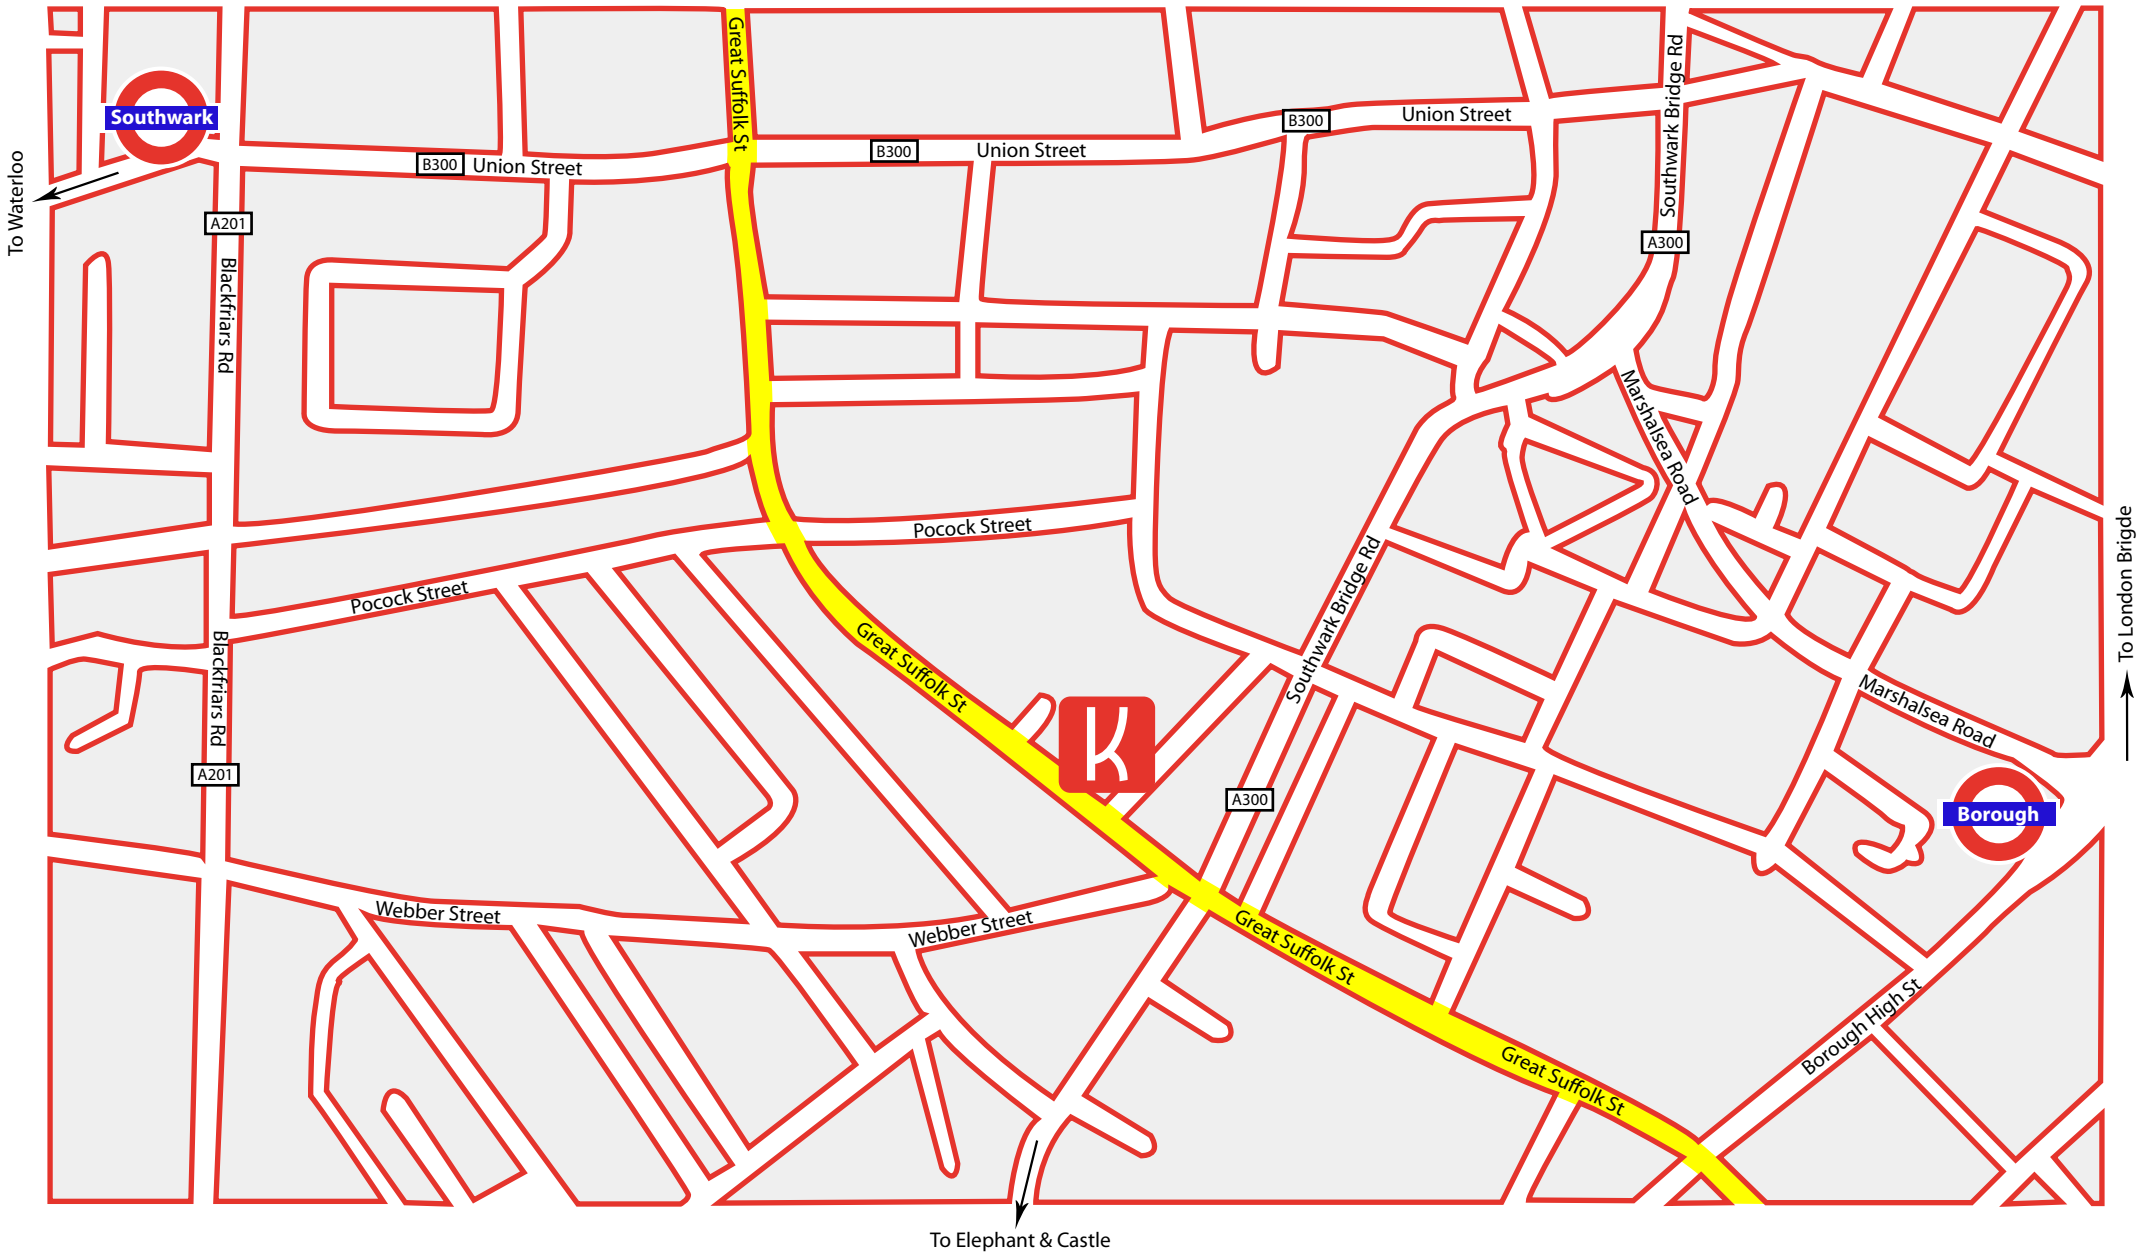 Great Suffolk St
Southwark Bridge Rd
Southwark
Union Street
B300
B300
Union Street
B300
Union Street
To Waterloo
A201
A300
Blackfriars Rd
Marshalsea Road
Pocock Street
To London Brigde
Pocock Street
Southwark Bridge Rd
Great Suffolk St
Blackfriars Rd
Marshalsea Road
K
A201
A300
Borough
Webber Street
Webber Street
Great Suffolk St
Borough High St
Great Suffolk St
To Elephant & Castle